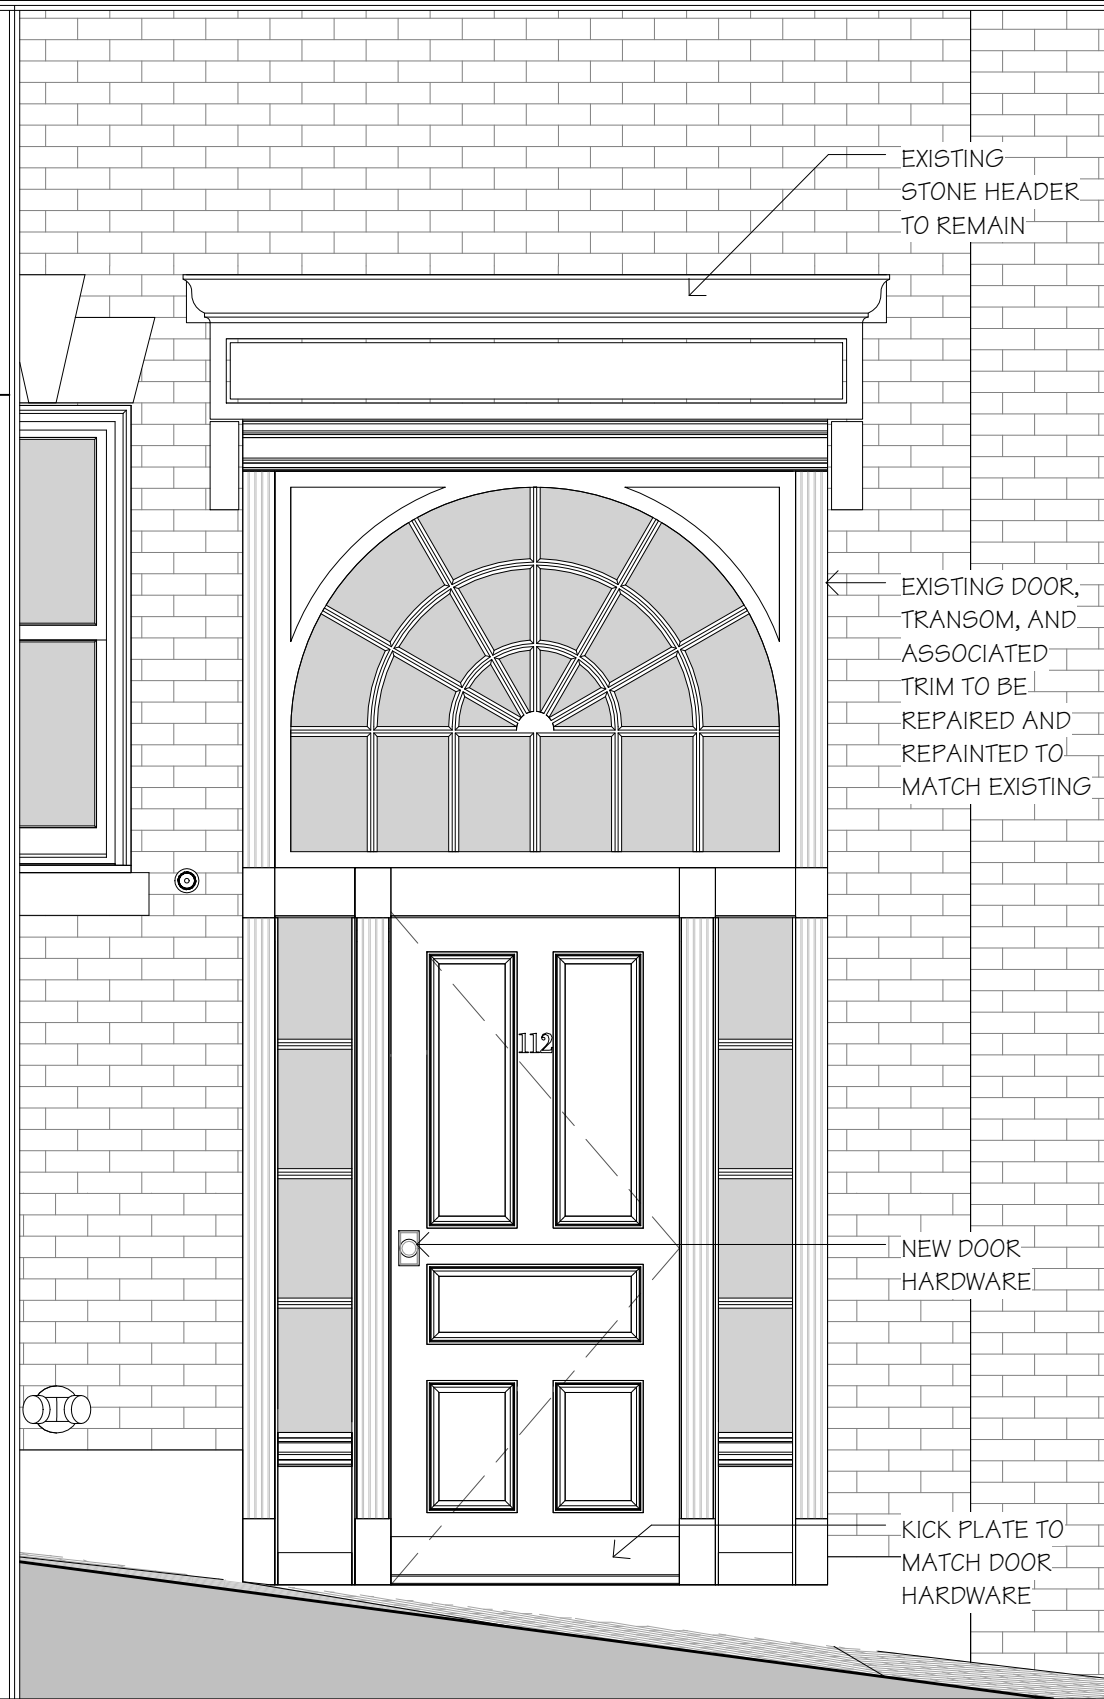 EXISTING
STONE HEADER
TO REMAIN
EXISTING DOOR,
TRANSOM, AND
ASSOCIATED
TRIM TO BE
REPAIRED AND
REPAINTED TO
MATCH EXISTING
112
NEW DOOR
HARDWARE
KICK PLATE TO
MATCH DOOR
HARDWARE